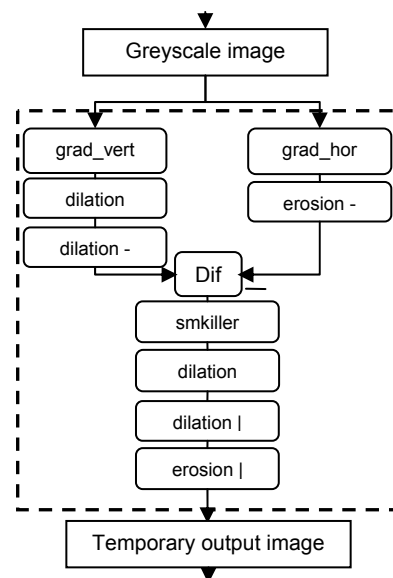 Greyscale image
grad_vert
dilation
dilation -
grad_hor
erosion -
Dif
smkiller
dilation
dilation |
erosion |
Temporary output image